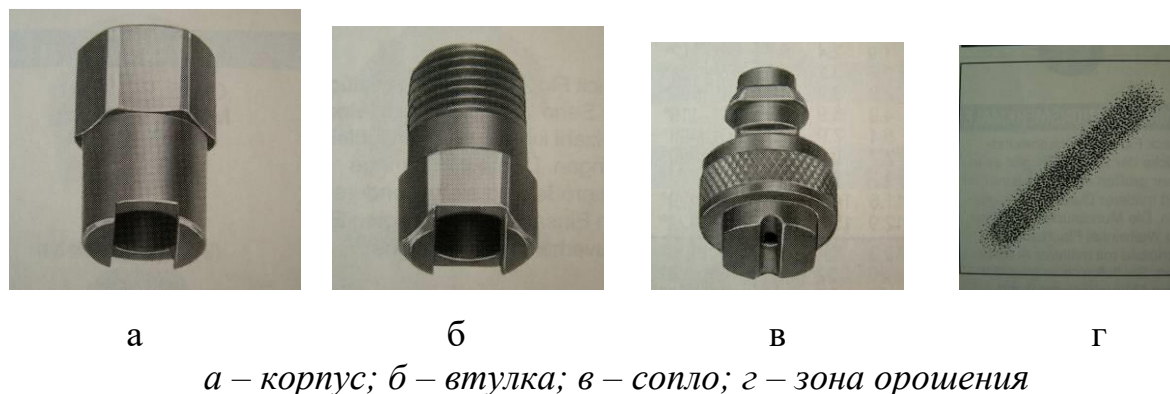 а б в г
а – корпус; б – втулка; в – сопло; г – зона орошения